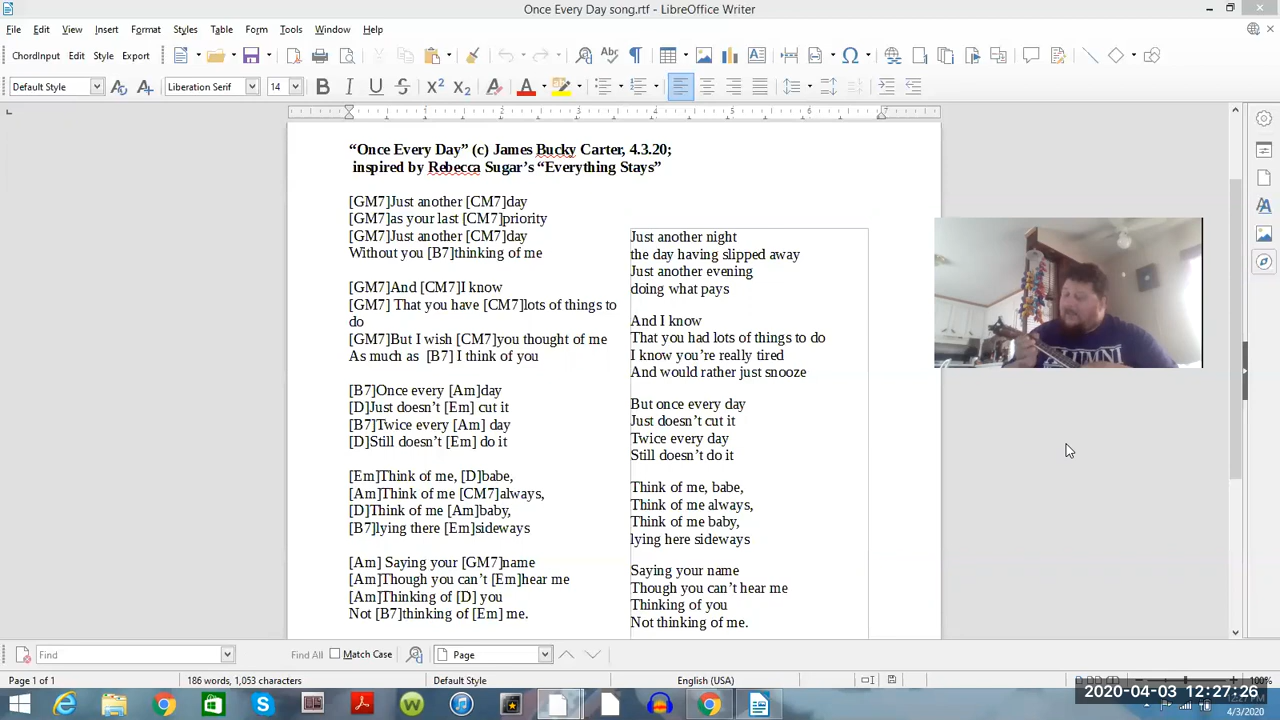 Once Every Day song.rtf - LibreOffice Writer
File Edit View Insert Format Styles Table Form Tools Window Help
ChordInput Edit Style Export
Default Style Liberation Serif 14
1 2 3 4 5 6 7
“Once Every Day” (c) James Bucky Carter, 4.3.20;
inspired by Rebecca Sugar’s “Everything Stays”
[GM7]Just another [CM7]day
[GM7]as your last [CM7]priority
[GM7]Just another [CM7]day
Without you [B7]thinking of me
[GM7]And [CM7]I know
[GM7] That you have [CM7]lots of things to
do
[GM7]But I wish [CM7]you thought of me
As much as  [B7] I think of you
[B7]Once every [Am]day
[D]Just doesn’t [Em] cut it
[B7]Twice every [Am] day
[D]Still doesn’t [Em] do it
[Em]Think of me, [D]babe,
[Am]Think of me [CM7]always,
[D]Think of me [Am]baby,
[B7]lying there [Em]sideways
[Am] Saying your [GM7]name
[Am]Though you can’t [Em]hear me
[Am]Thinking of [D] you
Not [B7]thinking of [Em] me.
Just another night
the day having slipped away
Just another evening
doing what pays
And I know
That you had lots of things to do
I know you’re really tired
And would rather just snooze
But once every day
Just doesn’t cut it
Twice every day
Still doesn’t do it
Think of me, babe,
Think of me always,
Think of me baby,
lying here sideways
Saying your name
Though you can’t hear me
Thinking of you
Not thinking of me.
Find Find All Match Case Page
Page 1 of 1 186 words, 1,053 characters Default Style English (USA) 100%
2020-04-03 12:27:26
4/3/2020